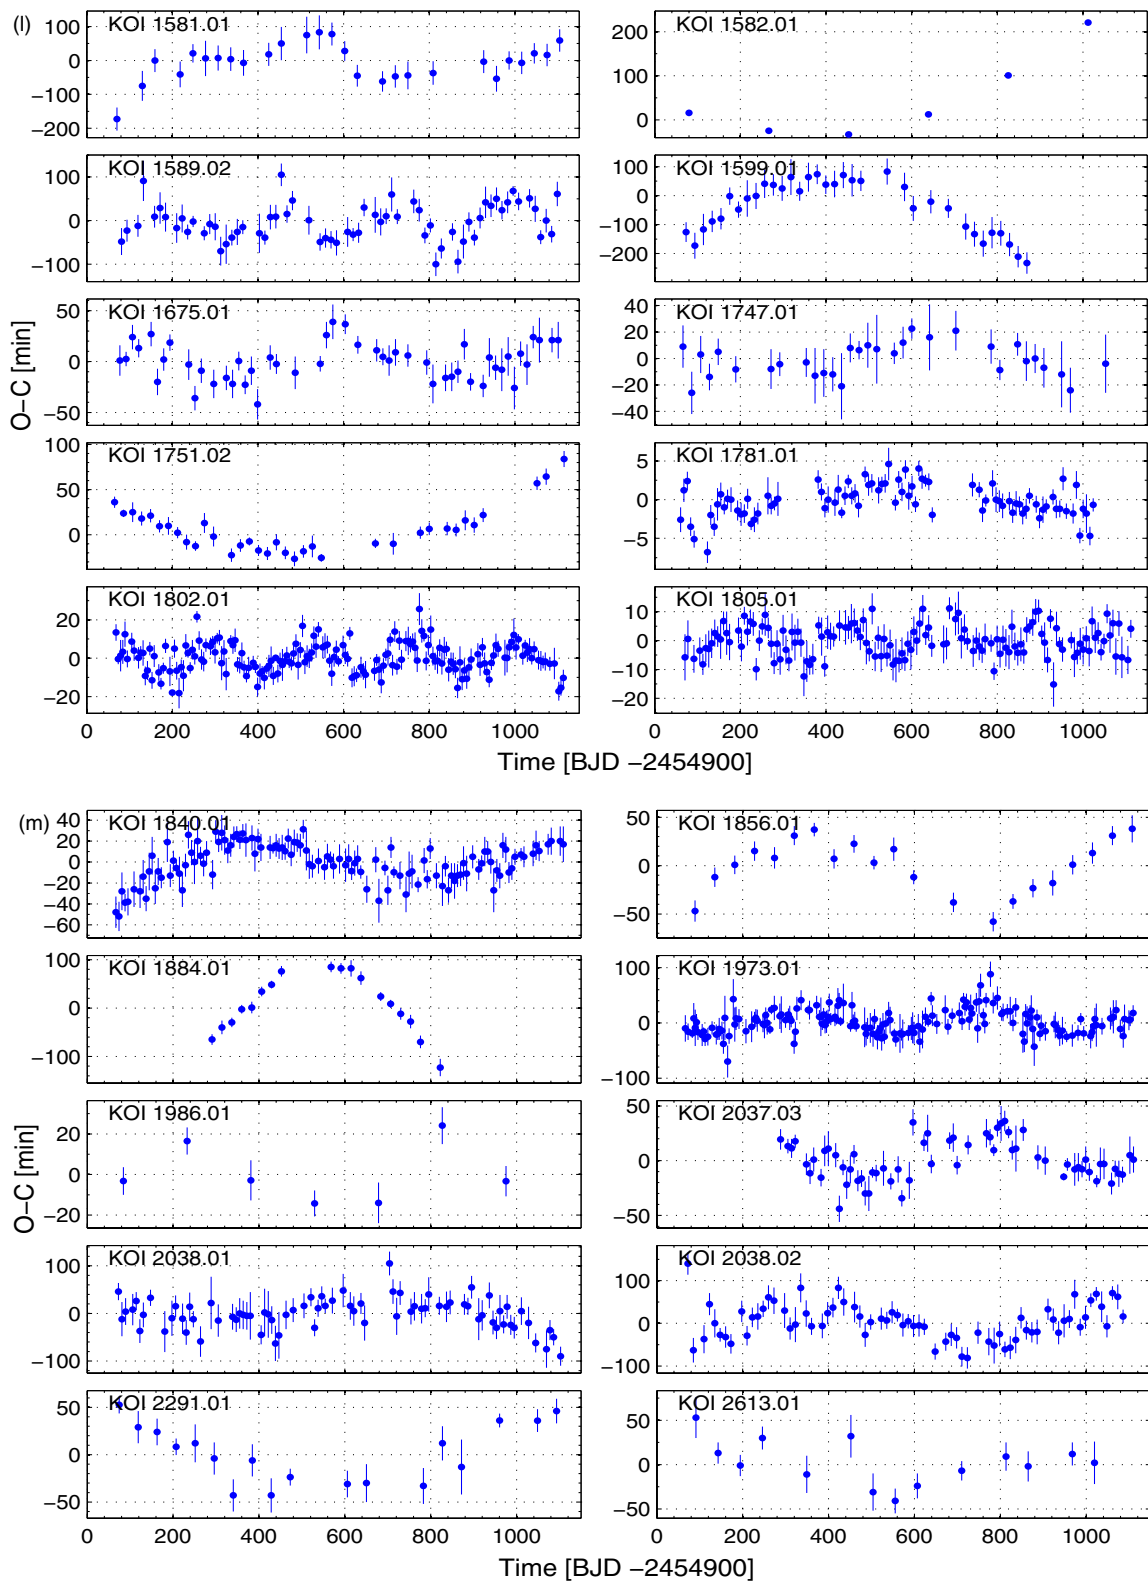 (l)
KOI 1581.01
100
0
−100
−200
KOI 1582.01
200
100
0
KOI 1589.02
100
0
−100
KOI 1599.01
100
0
−100
−200
KOI 1675.01
50
0
−50
KOI 1747.01
40
20
0
−20
−40
O−C [min]
KOI 1751.02
100
50
0
KOI 1781.01
5
0
−5
KOI 1802.01
20
0
−20
KOI 1805.01
10
0
−10
−20
0 200 400 600 800 1000
0 200 400 600 800 1000
Time [BJD −2454900]
(m)
KOI 1840.01
40
20
0
−20
−40
−60
KOI 1856.01
50
0
−50
KOI 1884.01
100
0
−100
KOI 1973.01
100
0
−100
KOI 1986.01
20
0
−20
KOI 2037.03
50
0
−50
O−C [min]
KOI 2038.01
100
0
−100
KOI 2038.02
100
0
−100
KOI 2291.01
50
0
−50
KOI 2613.01
50
0
−50
0 200 400 600 800 1000
0 200 400 600 800 1000
Time [BJD −2454900]